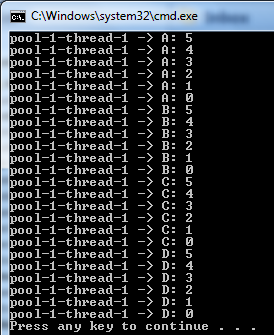 C:\Windows\system32\cmd.exe
pool-1-thread-1 -> A: 5
pool-1-thread-1 -> A: 4
pool-1-thread-1 -> A: 3
pool-1-thread-1 -> A: 2
pool-1-thread-1 -> A: 1
pool-1-thread-1 -> A: 0
pool-1-thread-1 -> B: 5
pool-1-thread-1 -> B: 4
pool-1-thread-1 -> B: 3
pool-1-thread-1 -> B: 2
pool-1-thread-1 -> B: 1
pool-1-thread-1 -> B: 0
pool-1-thread-1 -> C: 5
pool-1-thread-1 -> C: 4
pool-1-thread-1 -> C: 3
pool-1-thread-1 -> C: 2
pool-1-thread-1 -> C: 1
pool-1-thread-1 -> C: 0
pool-1-thread-1 -> D: 5
pool-1-thread-1 -> D: 4
pool-1-thread-1 -> D: 3
pool-1-thread-1 -> D: 2
pool-1-thread-1 -> D: 1
pool-1-thread-1 -> D: 0
Press any key to continue . . .